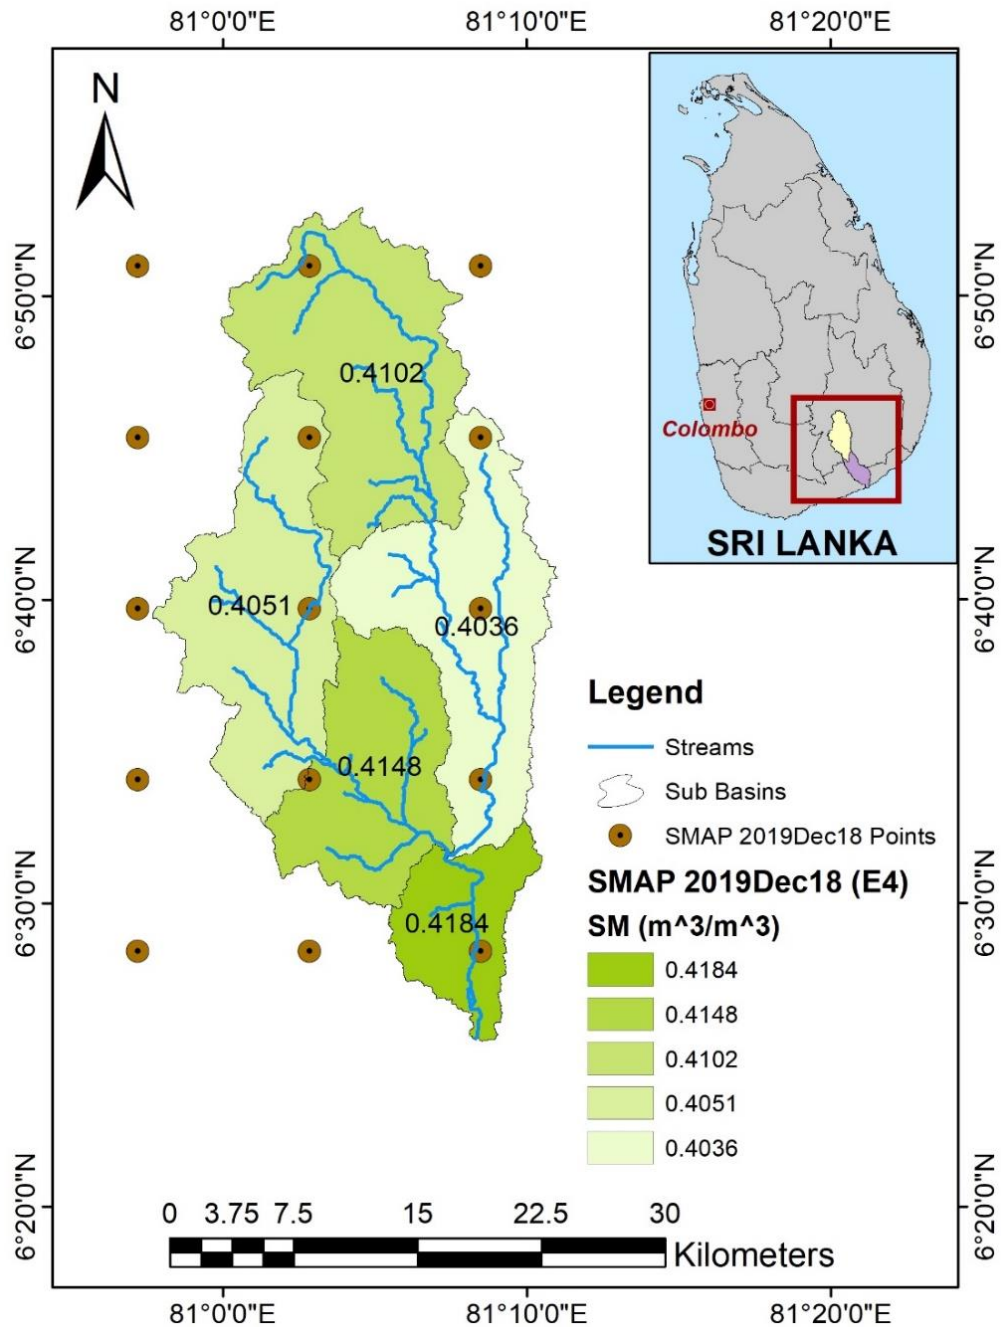 81°0'0"E 81°10'0"E 81°20'0"E
N
6°50'0"N
6°40'0"N
6°30'0"N
6°20'0"N
0.4102
0.4051
0.4036
0.4148
0.4184
Colombo
SRI LANKA
6°50'0"N
6°40'0"N
6°30'0"N
6°20'0"N
Legend
Streams
Sub Basins
SMAP 2019Dec18 Points
SMAP 2019Dec18 (E4)
SM (m^3/m^3)
0.4184
0.4148
0.4102
0.4051
0.4036
0 3.75 7.5 15 22.5 30
Kilometers
81°0'0"E 81°10'0"E 81°20'0"E